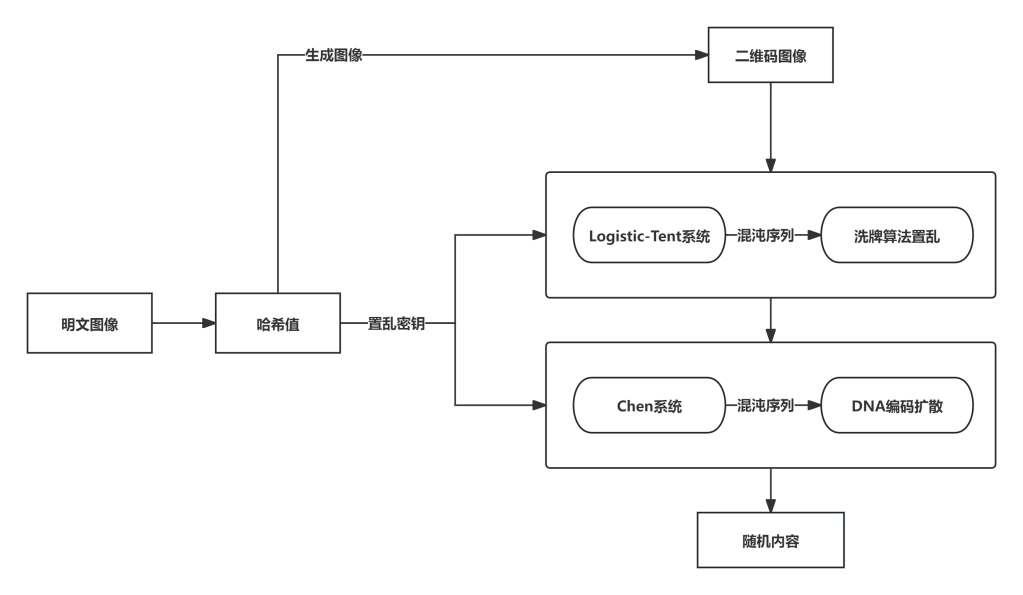 生成图像
二维码图像
Logistic-Tent系统
混沌序列
洗牌算法置乱
明文图像
哈希值
置乱密钥
Chen系统
混沌序列
DNA编码扩散
随机内容